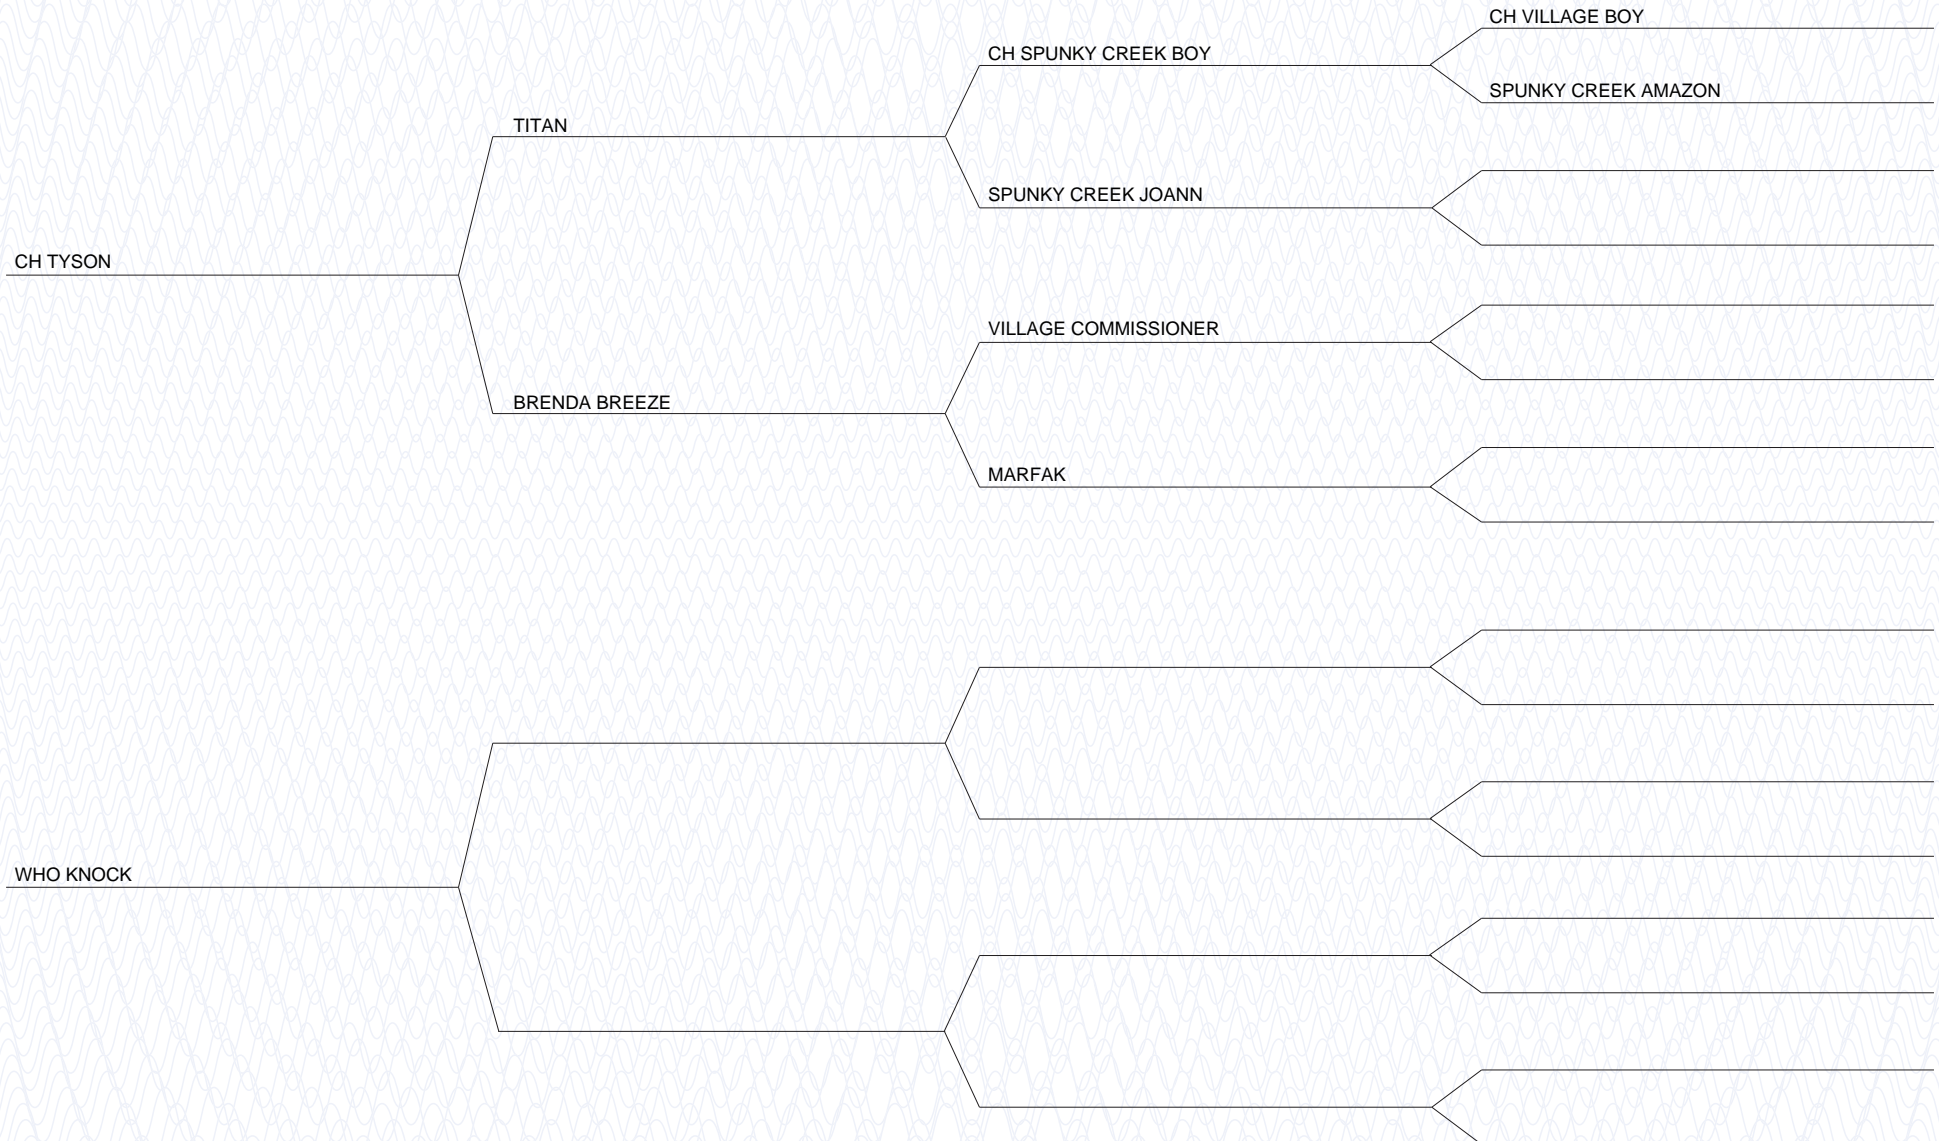 CH VILLAGE BOY
CH SPUNKY CREEK BOY
SPUNKY CREEK AMAZON
TITAN
SPUNKY CREEK JOANN
CH TYSON
VILLAGE COMMISSIONER
BRENDA BREEZE
MARFAK
WHO KNOCK